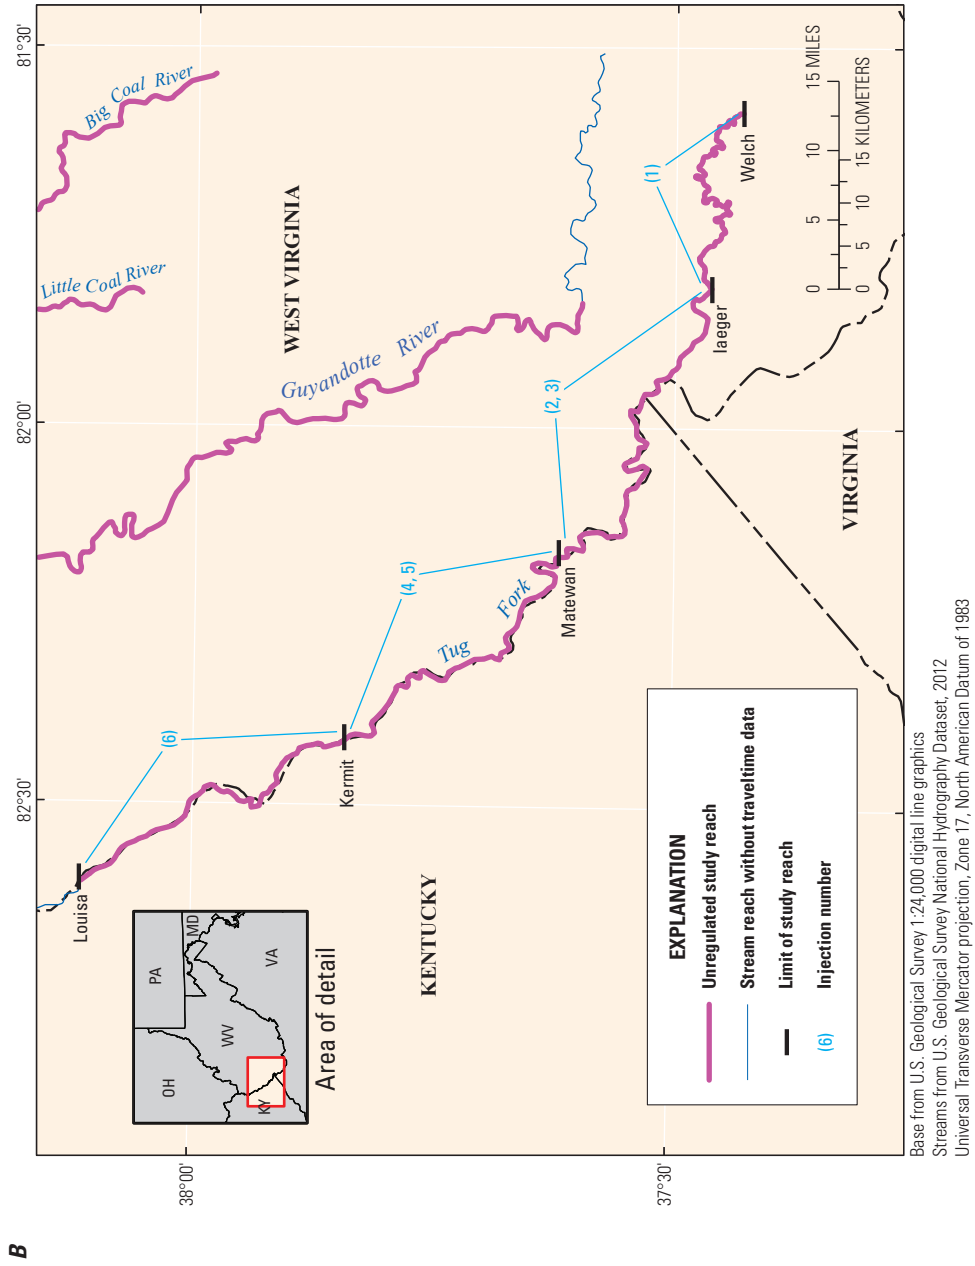 B
82°30'
82°00'
81°30'
38°00'
37°30'
Big Coal River
Little Coal River
WEST VIRGINIA
Guyandotte River
Louisa
(6)
Kermit
(4, 5)
Tug Fork
Matewan
(2, 3)
Iaeger
(1)
Welch
KENTUCKY
VIRGINIA
PA
OH
MD
WV
VA
KY
Area of detail
EXPLANATION
Unregulated study reach
Stream reach without traveltime data
Limit of study reach
(6) Injection number
0 5 10 15 MILES
0 5 10 15 KILOMETERS
Base from U.S. Geological Survey 1:24,000 digital line graphics
Streams from U.S. Geological Survey National Hydrography Dataset, 2012
Universal Transverse Mercator projection, Zone 17, North American Datum of 1983